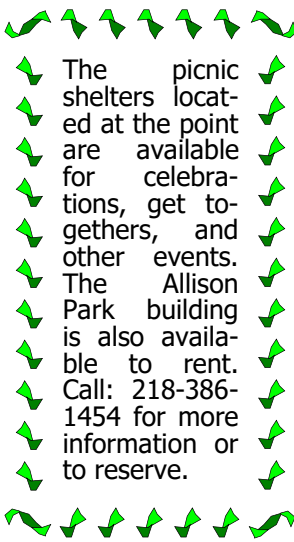 The picnic
shelters locat-
ed at the point
are available
for celebra-
tions, get to-
gethers, and
other events.
The Allison
Park building
is also availa-
ble to rent.
Call: 218-386-
1454 for more
information or
to reserve.